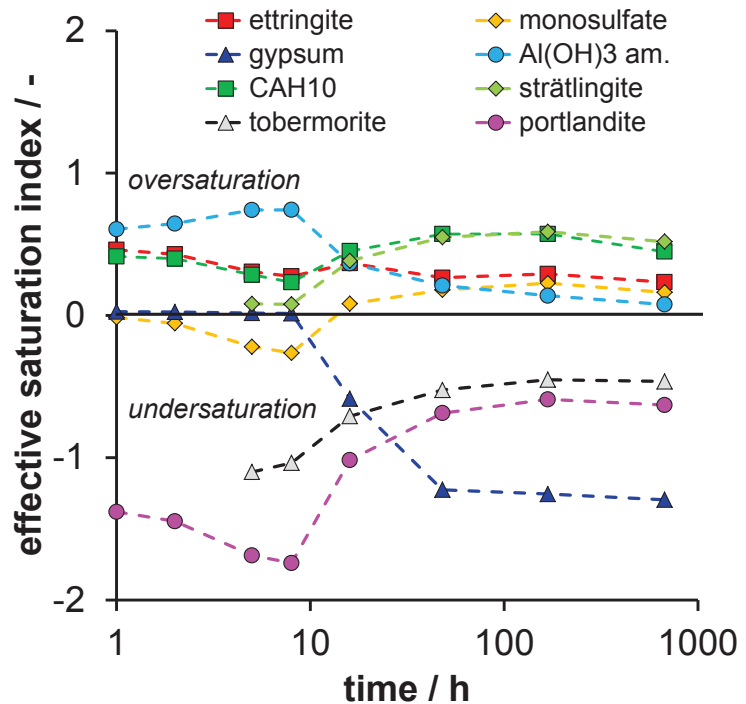 ettringite monosulfate
gypsum Al(OH)3 am.
CAH10 strätlingite
tobermorite portlandite
2
1
0
-1
-2
effective saturation index / -
oversaturation
undersaturation
1 10 100 1000
time / h